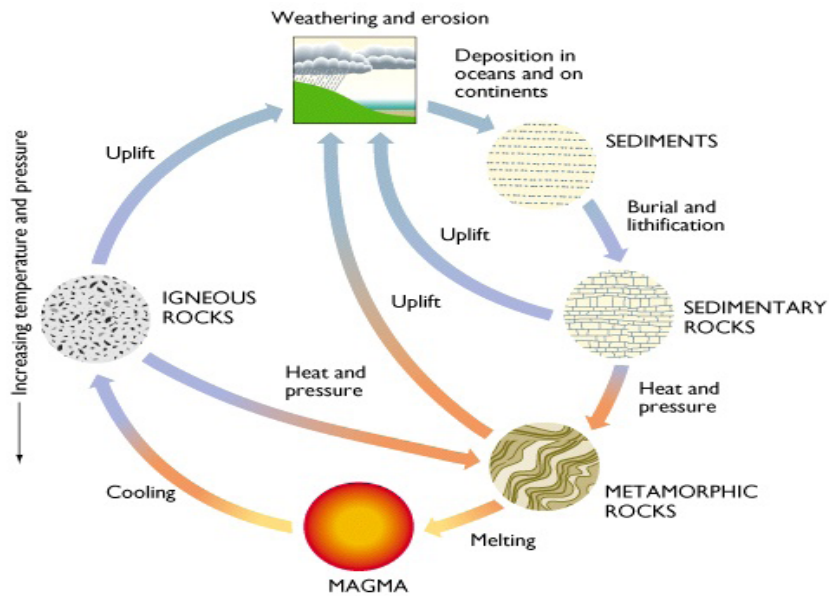 Weathering and erosion
Deposition in
oceans and on
continents
SEDIMENTS
Burial and
lithification
SEDIMENTARY
ROCKS
Heat and
pressure
METAMORPHIC
ROCKS
Melting
MAGMA
Cooling
IGNEOUS
ROCKS
Uplift
Uplift
Uplift
Heat and
pressure
Increasing temperature and pressure